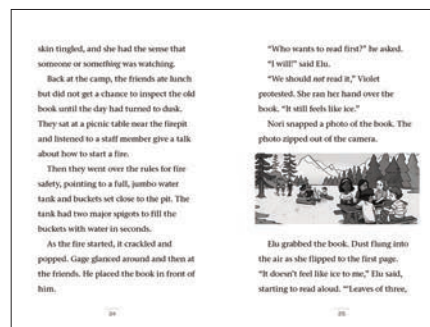 skin tingled, and she had the sense that
someone or something was watching.
Back at the camp, the friends ate lunch
but did not get a chance to inspect the old
book until the day had turned to dusk.
They sat at a picnic table near the firepit
and listened to a staff member give a talk
about how to start a fire.
Then they went over the rules for fire
safety, pointing to a full, jumbo water
tank and buckets set close to the pit. The
tank had two major spigots to fill the
buckets with water in seconds.
As the fire started, it crackled and
popped. Gage glanced around and then at
the friends. He placed the book in front of
him.
24
“Who wants to read first?” he asked.
“I will!” said Elu.
“We should not read it,” Violet
protested. She ran her hand over the
book. “It still feels like ice.”
Nori snapped a photo of the book. The
photo zipped out of the camera.
Elu grabbed the book. Dust flung into
the air as she flipped to the first page.
“It doesn’t feel like ice to me,” Elu said,
starting to read aloud. “‘Leaves of three,
25